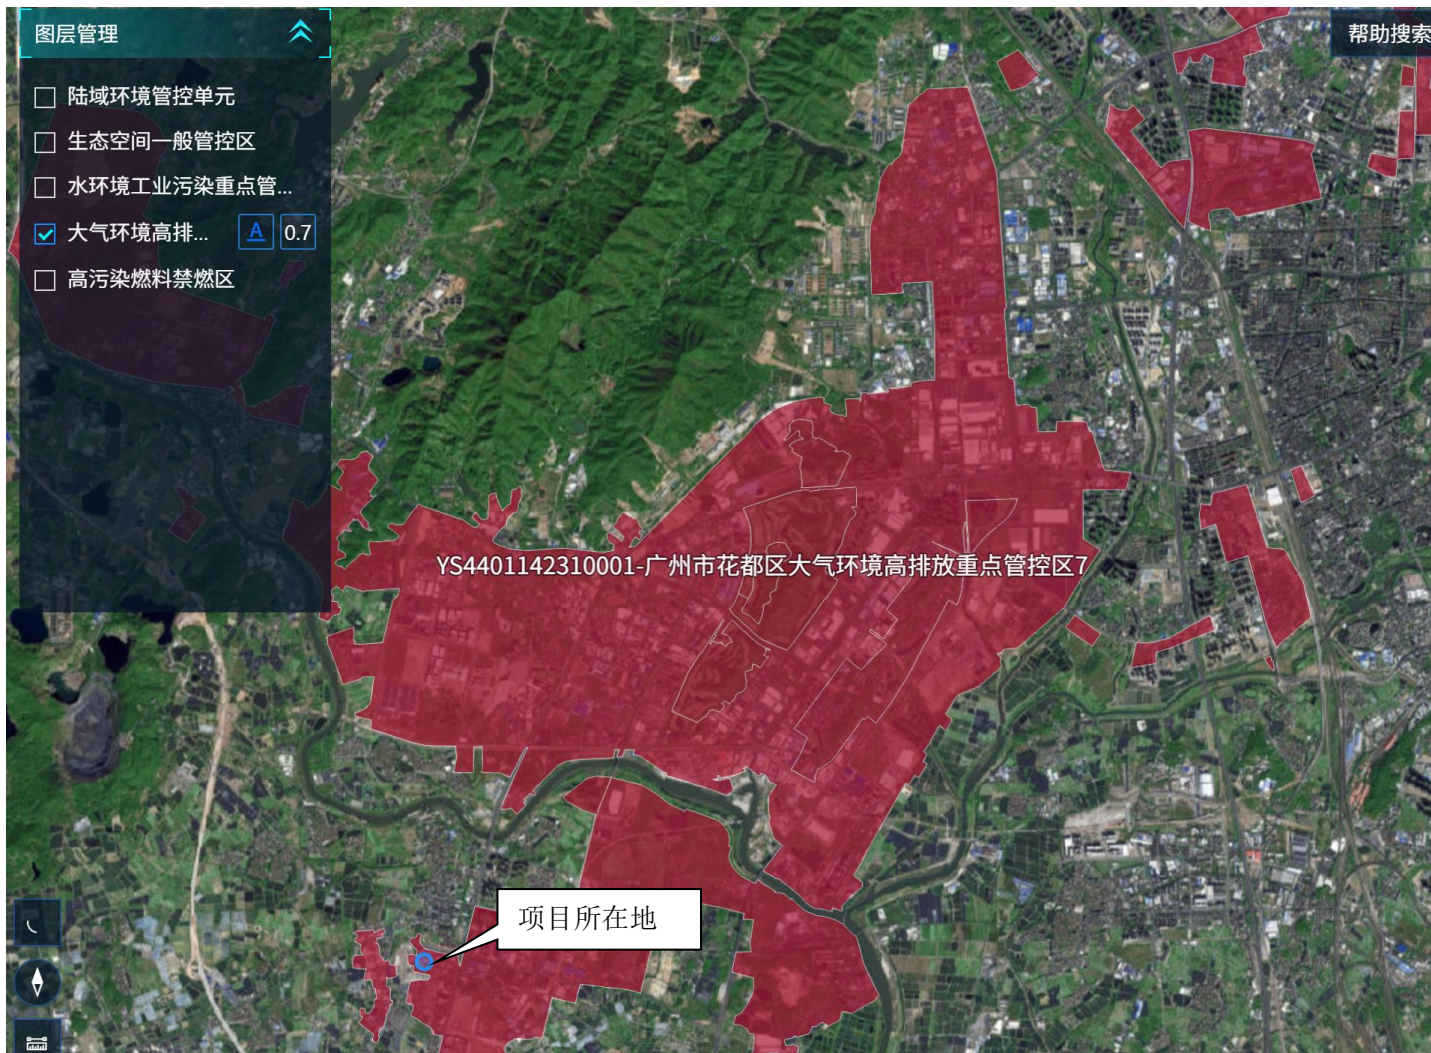 图层管理
帮助搜索
陆域环境管控单元
生态空间一般管控区
水环境工业污染重点管...
大气环境高排... A 0.7
高污染燃料禁燃区
YS4401142310001-广州市花都区大气环境高排放重点管控区7
项目所在地